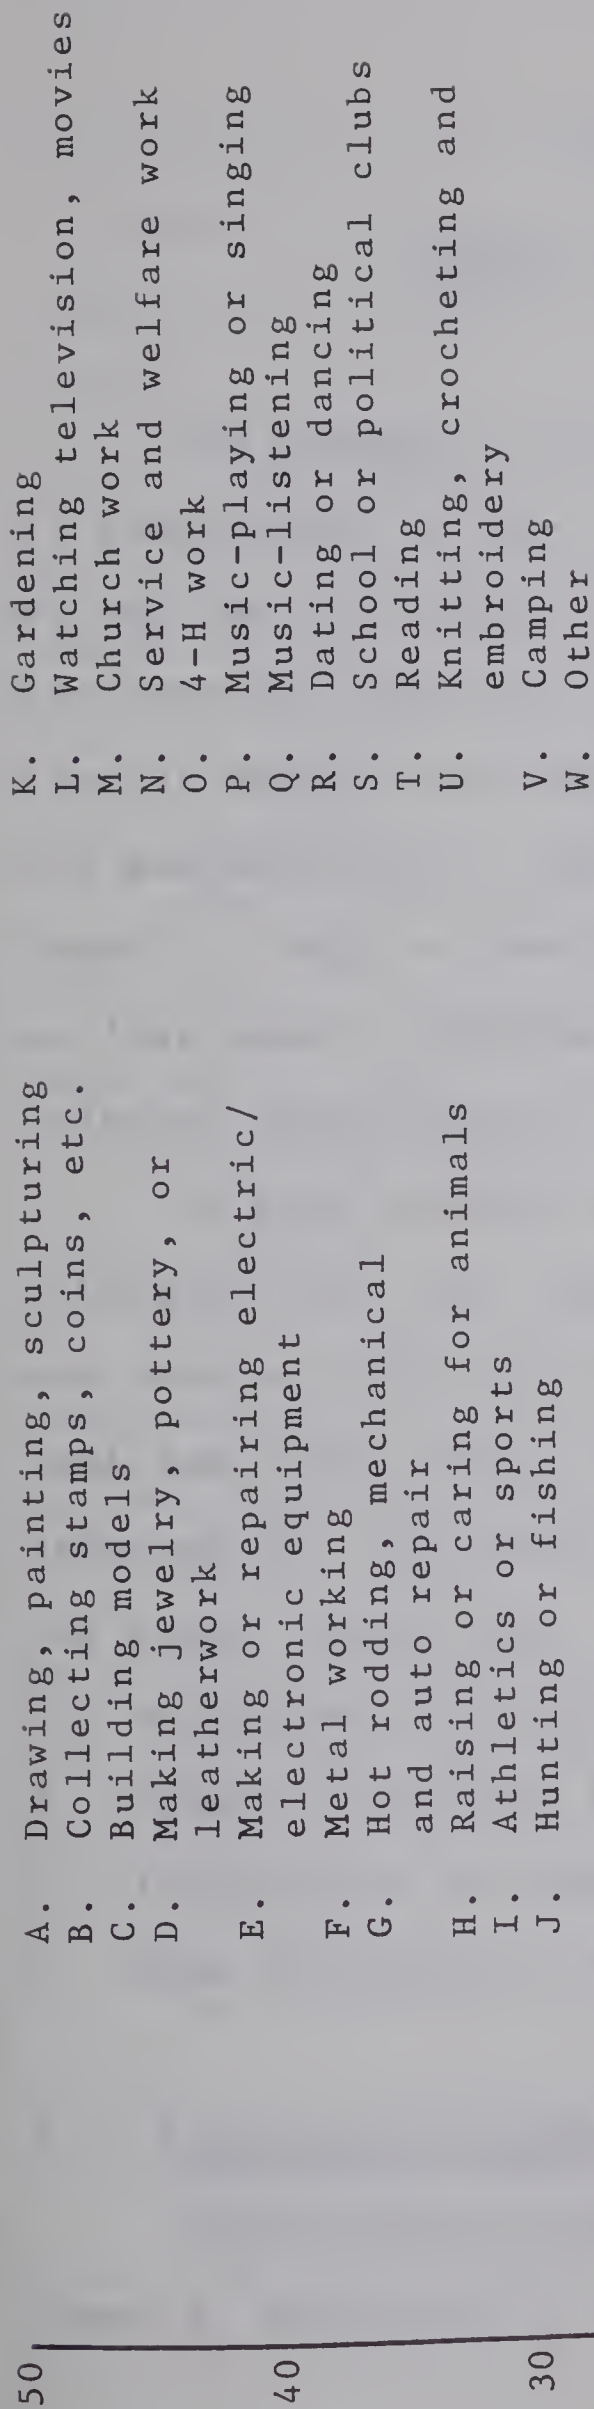 50
40
30
A. Drawing, painting, sculpturing
B. Collecting stamps, coins, etc.
C. Building models
D. Making jewelry, pottery, or
leatherwork
E. Making or repairing electric/
electronic equipment
F. Metal working
G. Hot rodding, mechanical
and auto repair
H. Raising or caring for animals
I. Athletics or sports
J. Hunting or fishing
K. Gardening
L. Watching television, movies
M. Church work
N. Service and welfare work
O. 4-H work
P. Music-playing or singing
Q. Music-listening
R. Dating or dancing
S. School or political clubs
T. Reading
U. Knitting, crocheting and
embroidery
V. Camping
W. Other